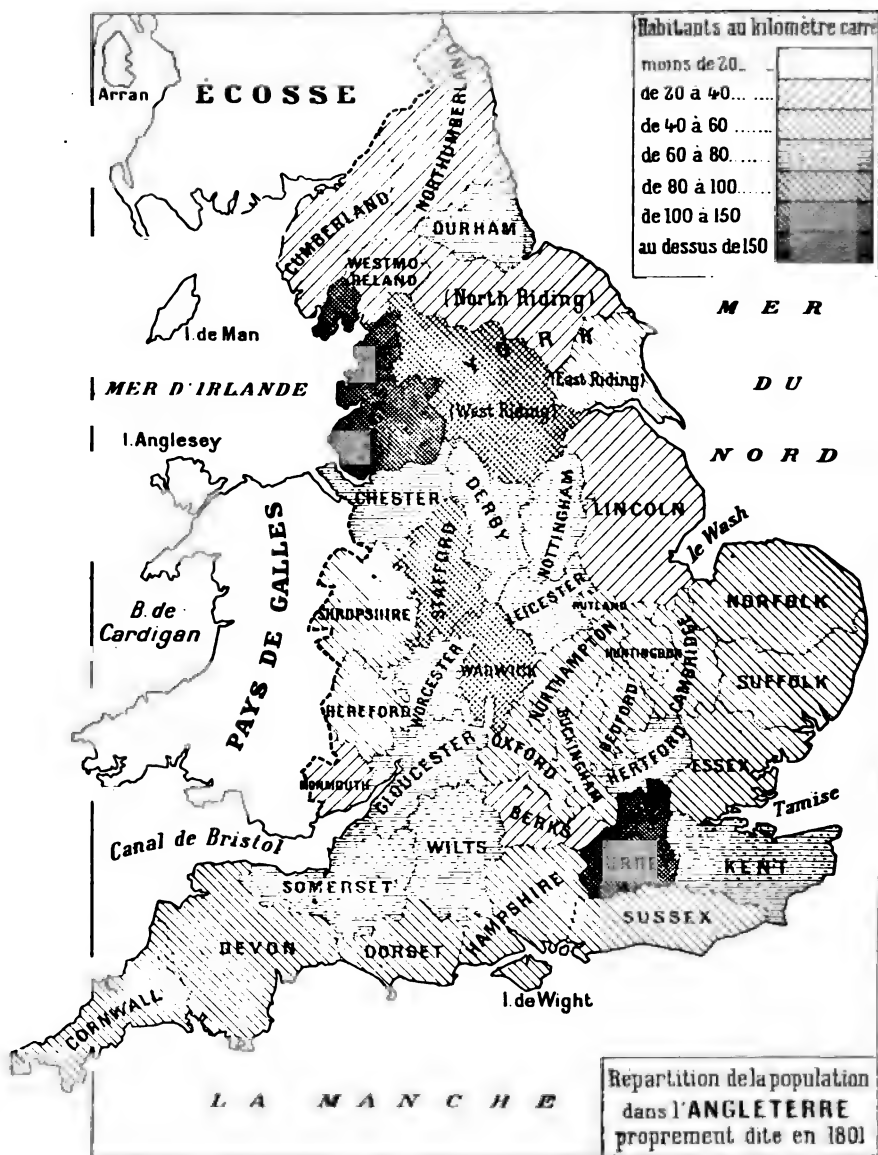 Habitants au kilomètre carré
moins de 20
de 20 à 40
de 40 à 60
de 60 à 80
de 80 à 100
de 100 à 150
au dessus de 150
Arran
ÉCOSSE
NORTHUMBERLAND
CUMBERLAND
DURHAM
WESTMO-
RELAND
(North Riding)
I. de Man
YORK
(East Riding)
(West Riding)
MER D'IRLANDE
MER
DU
NORD
I. Anglesey
CHESTER
DERBY
NOTTINGHAM
LINCOLN
le Wash
PAYS DE GALLES
B. de
Cardigan
SHROPSHIRE
STAFFORD
LEICESTER
RUTLAND
NORFOLK
HEREFORD
WORCESTER
WARWICK
NORTHAMPTON
HUNTINGDON
CAMBRIDGE
SUFFOLK
MONMOUTH
GLOUCESTER
OXFORD
BUCKINGHAM
BEDFORD
HERTFORD
ESSEX
Tamise
Canal de Bristol
BERKS
WILTS
KENT
SOMERSET
HAMPSHIRE
SUSSEX
DEVON
DORSET
I. de Wight
CORNWALL
LA MANCHE
Répartition de la population
dans l'ANGLETERRE
proprement dite en 1801